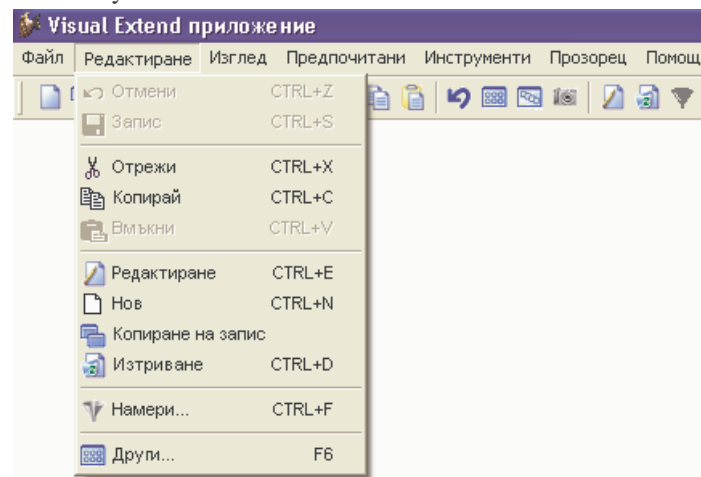 Visual Extend приложение
Файл Редактиране Изглед Предпочитани Инструменти Прозорец Помощ
Отмени CTRL+Z
Запис CTRL+S
Отрежи CTRL+X
Копирай CTRL+C
Вмъкни CTRL+V
Редактиране CTRL+E
Нов CTRL+N
Копиране на запис
Изтриване CTRL+D
Намери... CTRL+F
Други... F6